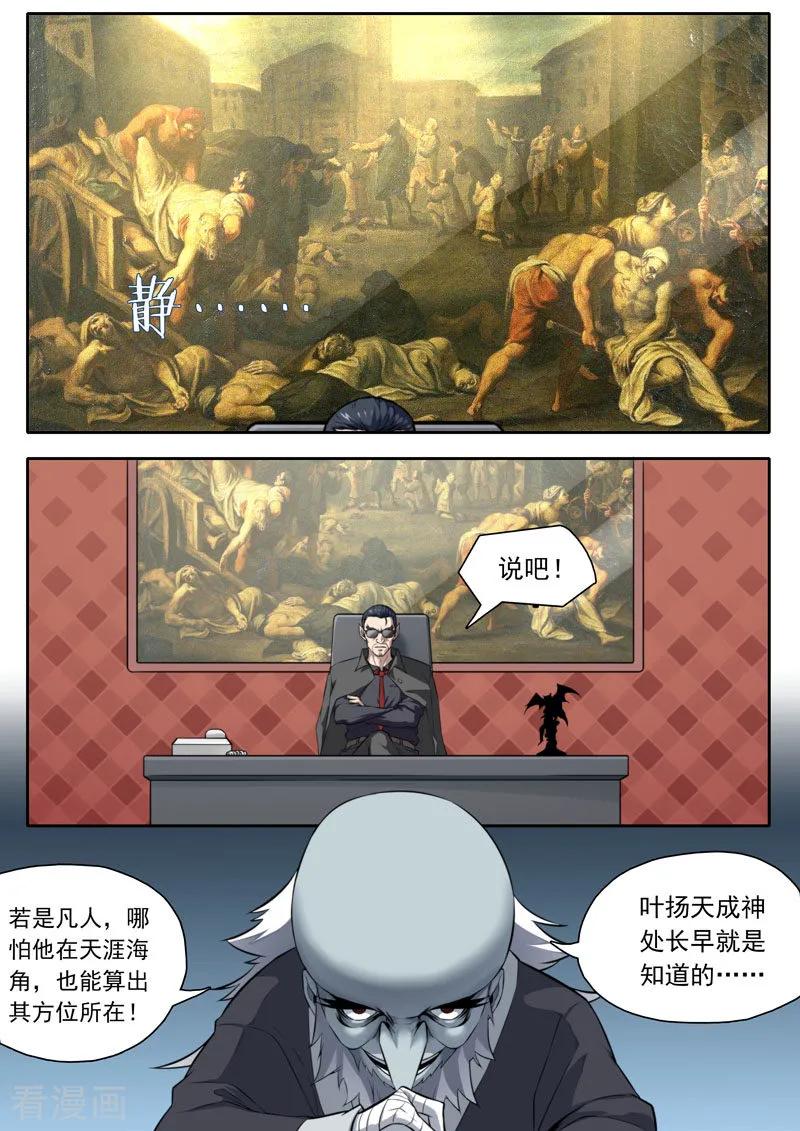 静······
说吧！
叶扬天成神
处长早就是
知道的······
若是凡人，哪
怕他在天涯海
角，也能算出
其方位所在！
看漫画